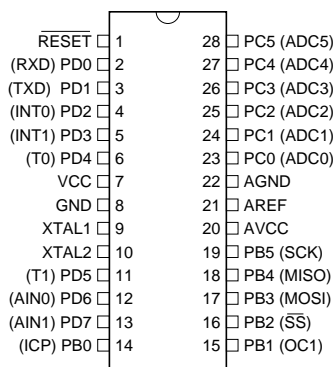 RESET 1 28 PC5 (ADC5)
(RXD) PD0 2 27 PC4 (ADC4)
(TXD) PD1 3 26 PC3 (ADC3)
(INT0) PD2 4 25 PC2 (ADC2)
(INT1) PD3 5 24 PC1 (ADC1)
(T0) PD4 6 23 PC0 (ADC0)
VCC 7 22 AGND
GND 8 21 AREF
XTAL1 9 20 AVCC
XTAL2 10 19 PB5 (SCK)
(T1) PD5 11 18 PB4 (MISO)
(AIN0) PD6 12 17 PB3 (MOSI)
(AIN1) PD7 13 16 PB2 (SS)
(ICP) PB0 14 15 PB1 (OC1)